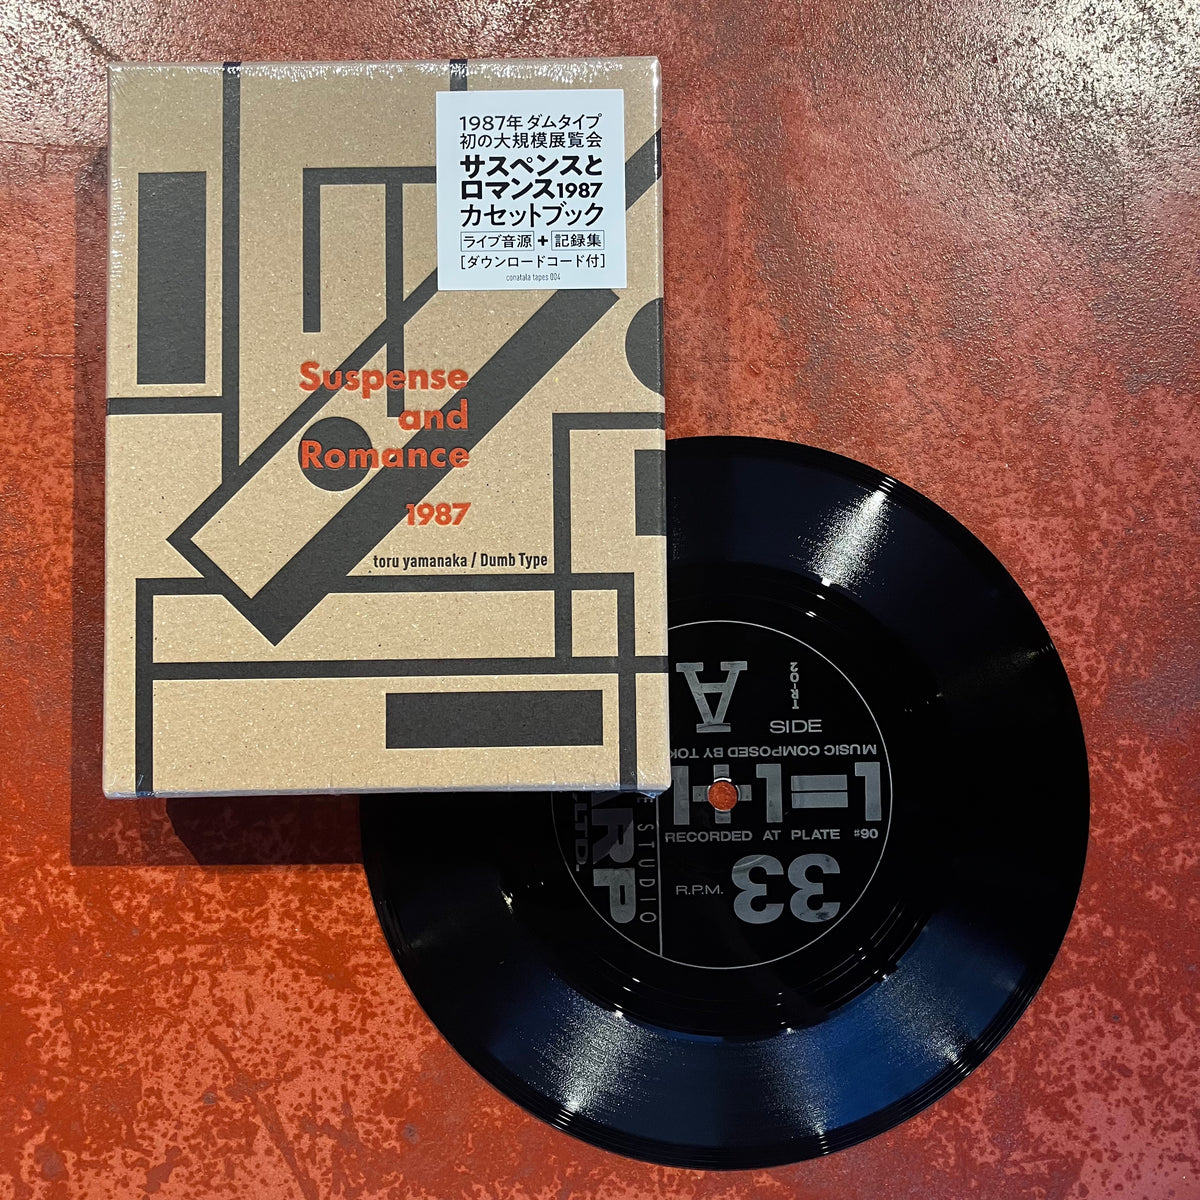 1987年 ダムタイプ
初の大規模展覧会
サスペンスと
ロマンス1987
カセットブック
ライブ音源 + 記録集
[ダウンロードコード付]
conatala tapes 004
Suspense
and
Romance
1987
toru yamanaka / Dumb Type
A
TR-02
SIDE
MUSIC COMPOSED BY TOK
1=1+
RECORDED AT PLATE #90
33
R.P.M.
E STUDIO
ARP
.LTD.